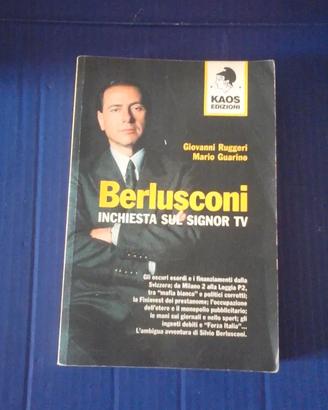 KAOS
EDIZIONI
Giovanni Ruggeri
Mario Guarino
Berlusconi
INCHIESTA SUL SIGNOR TV
Gli oscuri esordi e i finanziamenti dalla
Svizzera; da Milano 2 alla Loggia P2,
tra "mafia bianca" e politici corrotti;
la Fininvest dei prestanome; l'occupazione
dell'etere e il monopolio pubblicitario;
le mani sui giornali e nello sport; gli
ingenti debiti e "Forza Italia"...
L'ambigua avventura di Silvio Berlusconi.